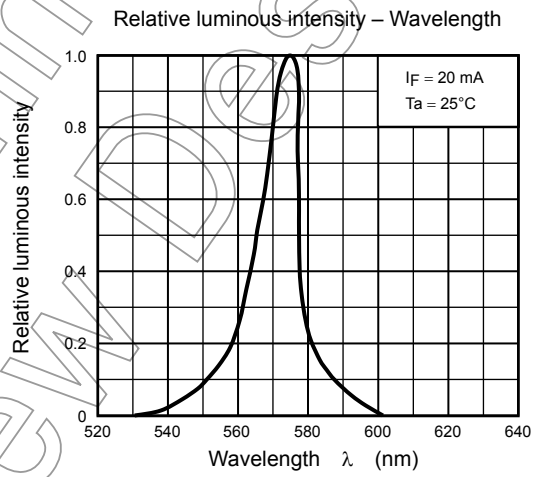 Relative luminous intensity – Wavelength
Relative luminous intensity
1.0
0.8
0.6
0.4
0.2
0
IF = 20 mA
Ta = 25°C
520 540 560 580 600 620 640
Wavelength λ (nm)